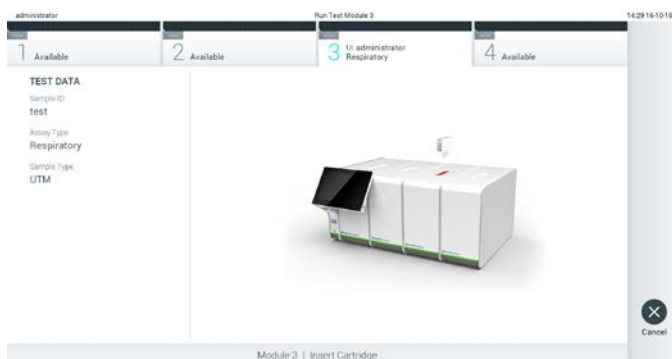 administrator
Run Test Module 3
14:29 16-10-18
1 Available
2 Available
3 UI administrator
Respiratory
4 Available
TEST DATA
Sample ID
test
Assay Type
Respiratory
Sample Type
UTM
Cancel
Module 3 | Insert Cartridge